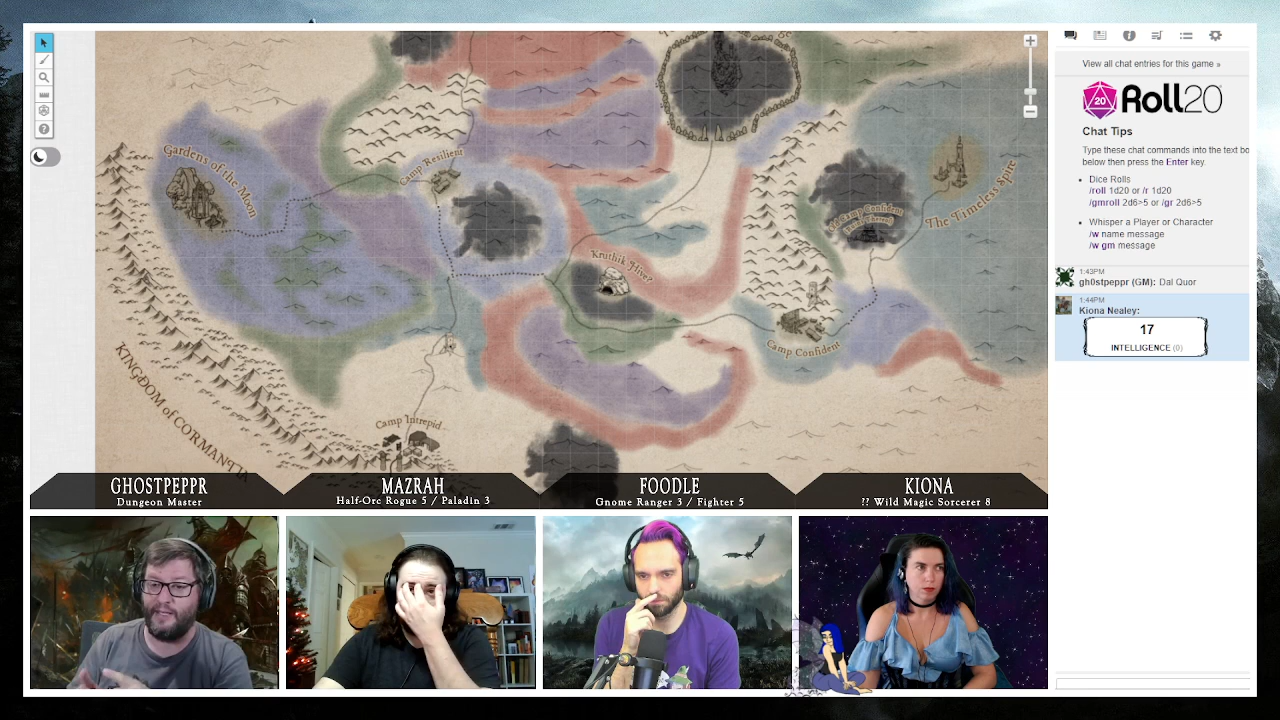 Gardens of the Moon
Camp Resilient
Kruthik Hive?
Camp Confident
The Timeless Spire
Camp Confident
Camp Intrepid
KINGDOM of CORMANTIA
GHOSTPEPPR
Dungeon Master
MAZRAH
Half-Orc Rogue 5 / Paladin 3
FOODLE
Gnome Ranger 3 / Fighter 5
KIONA
?? Wild Magic Sorcerer 8
View all chat entries for this game »
20
Roll20
Chat Tips
Type these chat commands into the text bo
below then press the Enter key.
• Dice Rolls
/roll 1d20 or /r 1d20
/gmroll 2d6>5 or /gr 2d6>5
• Whisper a Player or Character
/w name message
/w gm message
1:43PM
gh0stpeppr (GM): Dal Quor
1:44PM
Kiona Nealey:
17
INTELLIGENCE (0)